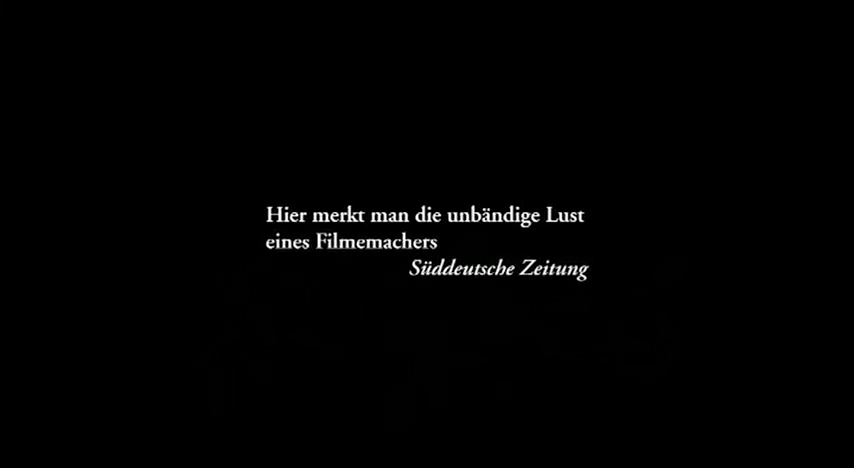 Hier merkt man die unbändige Lust
eines Filmemachers
Süddeutsche Zeitung